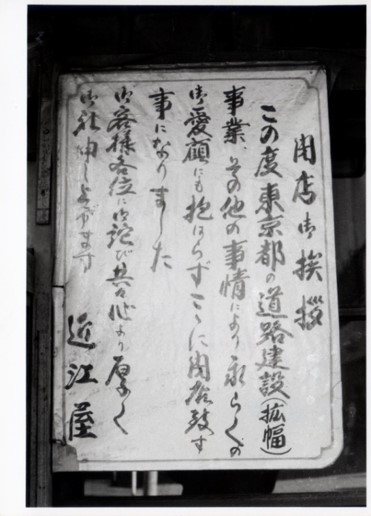 閉店御挨拶
この度東京都の道路建設(拡幅)
事業、その他の事情により永らくの
御愛顧にも抱はらずここに閉店致す
事になりました
御客様各位に御詫び共々心より厚く
御礼申し上げます
近江屋